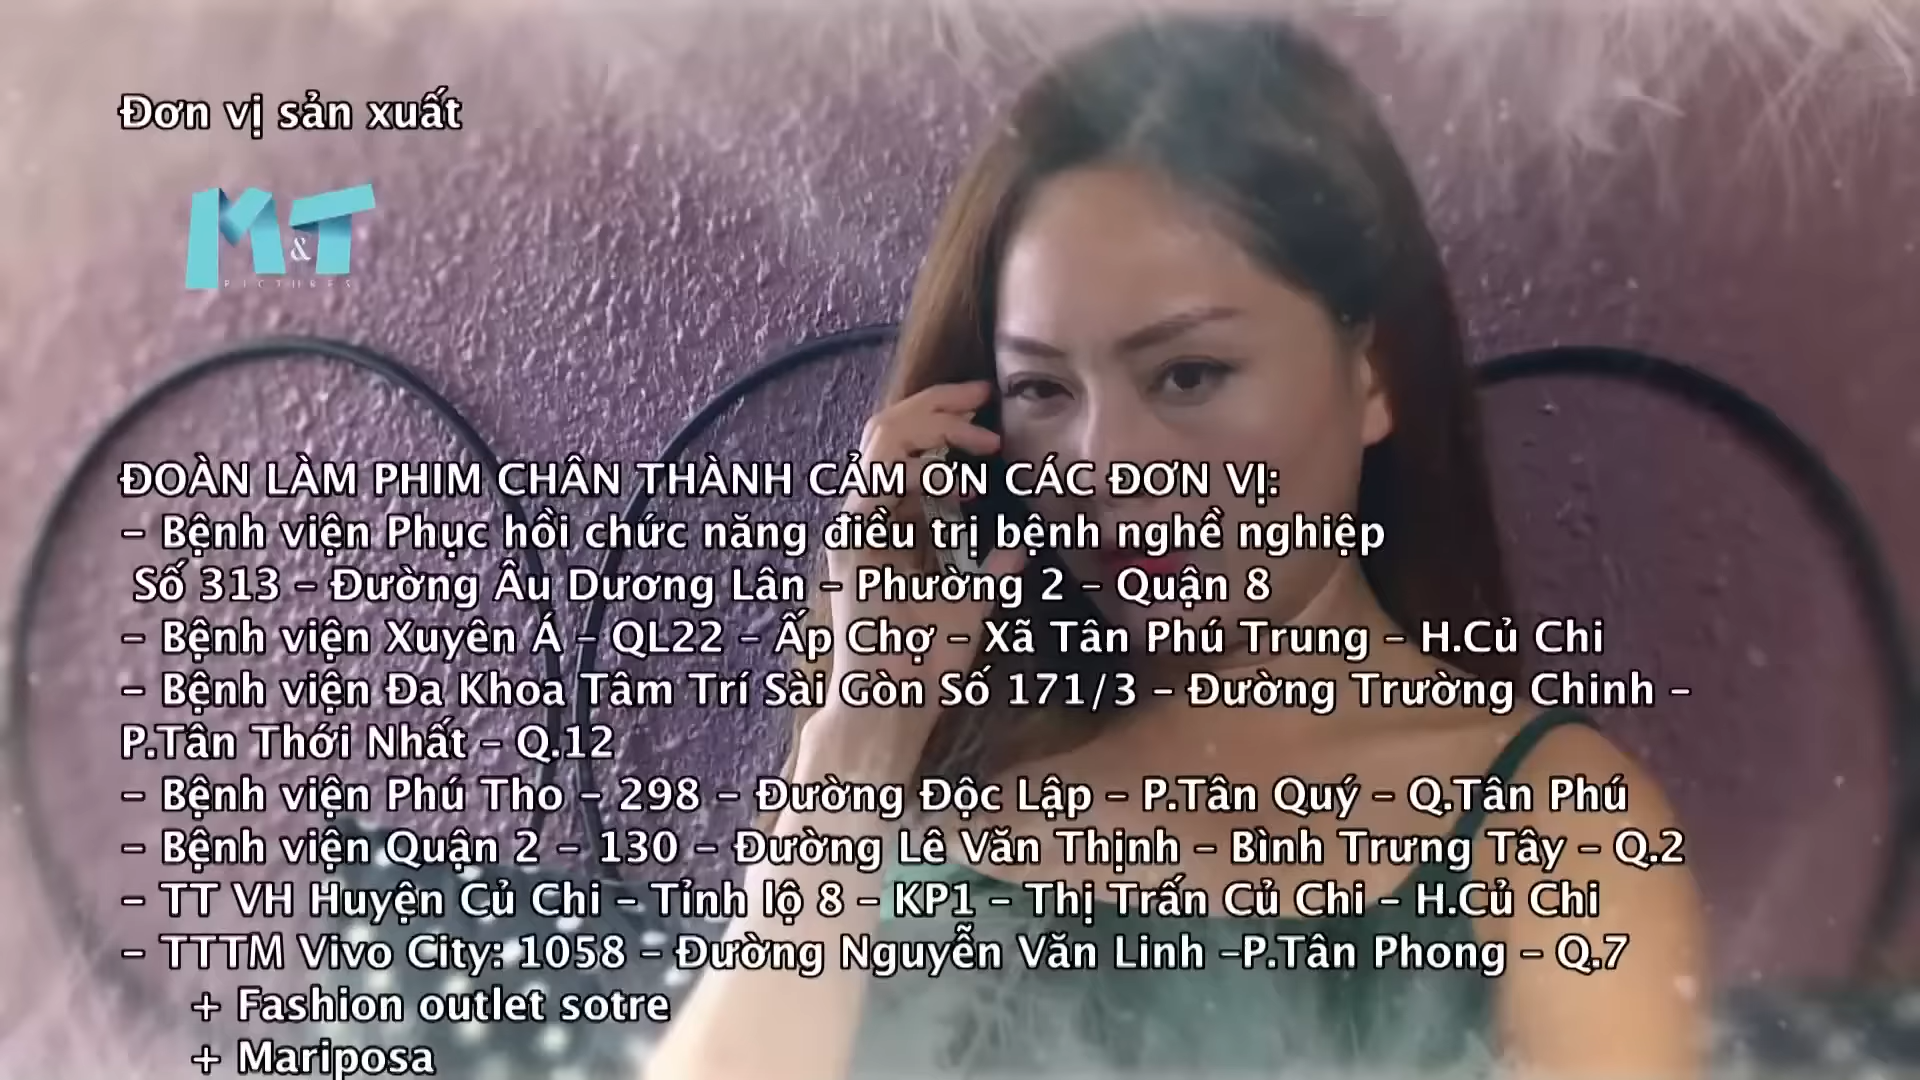 Đơn vị sản xuất
M&T
PICTURES
ĐOÀN LÀM PHIM CHÂN THÀNH CẢM ƠN CÁC ĐƠN VỊ:
- Bệnh viện Phục hồi chức năng điều trị bệnh nghề nghiệp
Số 313 - Đường Âu Dương Lân - Phường 2 - Quận 8
- Bệnh viện Xuyên Á - QL22 - Ấp Chợ - Xã Tân Phú Trung - H.Củ Chi
- Bệnh viện Đa Khoa Tâm Trí Sài Gòn Số 171/3 - Đường Trường Chinh -
P.Tân Thới Nhất - Q.12
- Bệnh viện Phú Tho - 298 - Đường Độc Lập - P.Tân Quý - Q.Tân Phú
- Bệnh viện Quận 2 - 130 - Đường Lê Văn Thịnh - Bình Trưng Tây - Q.2
- TT VH Huyện Củ Chi - Tỉnh lộ 8 - KP1 - Thị Trấn Củ Chi - H.Củ Chi
- TTTM Vivo City: 1058 - Đường Nguyễn Văn Linh -P.Tân Phong - Q.7
+ Fashion outlet sotre
+ Mariposa